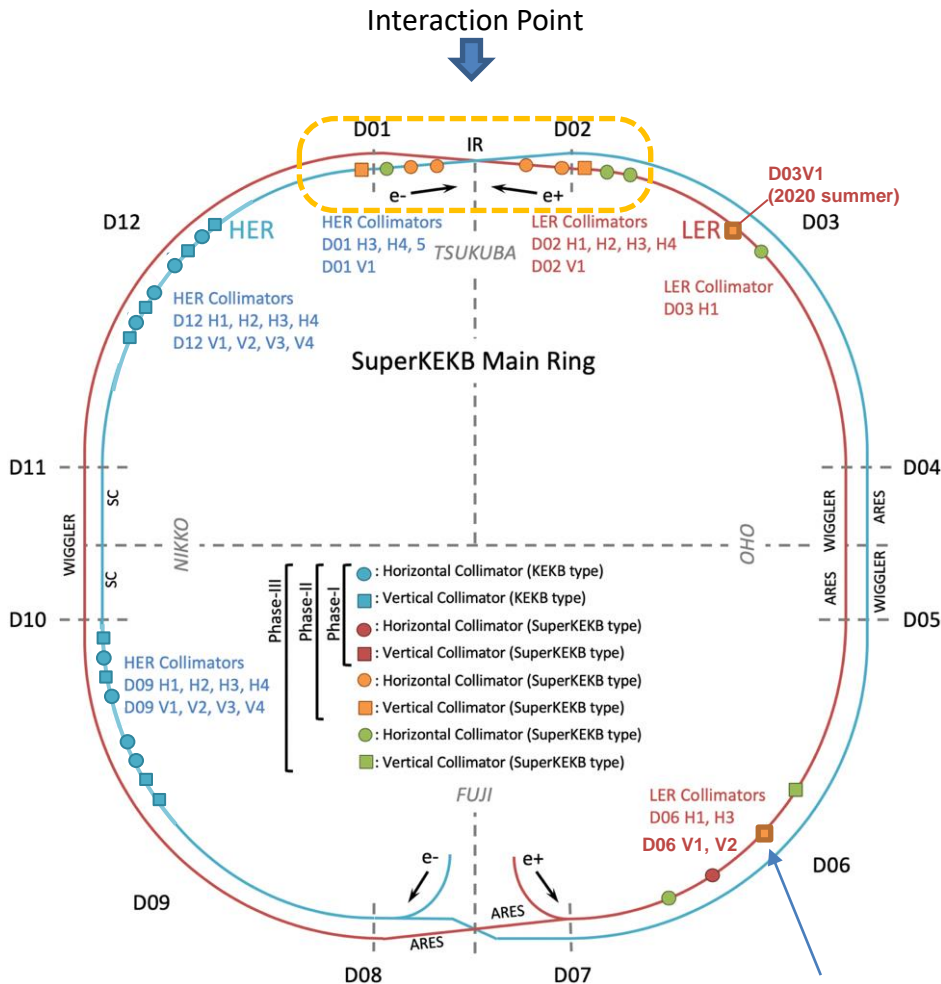 Interaction Point
D01
D02
IR
e-
e+
D03V1
(2020 summer)
D12
HER
HER Collimators
D01 H3, H4, 5
D01 V1
TSUKUBA
LER Collimators
D02 H1, H2, H3, H4
D02 V1
LER
D03
LER Collimator
D03 H1
HER Collimators
D12 H1, H2, H3, H4
D12 V1, V2, V3, V4
SuperKEKB Main Ring
D11
D04
SC
WIGGLER
ARES
WIGGLER
NIKKO
OHO
SC
ARES
WIGGLER
D10
D05
Phase-III
Phase-II
Phase-I
: Horizontal Collimator (KEKB type)
: Vertical Collimator (KEKB type)
: Horizontal Collimator (SuperKEKB type)
: Vertical Collimator (SuperKEKB type)
: Horizontal Collimator (SuperKEKB type)
: Vertical Collimator (SuperKEKB type)
: Horizontal Collimator (SuperKEKB type)
: Vertical Collimator (SuperKEKB type)
HER Collimators
D09 H1, H2, H3, H4
D09 V1, V2, V3, V4
FUJI
LER Collimators
D06 H1, H3
D06 V1, V2
e-
e+
D06
D09
ARES
ARES
D08
D07